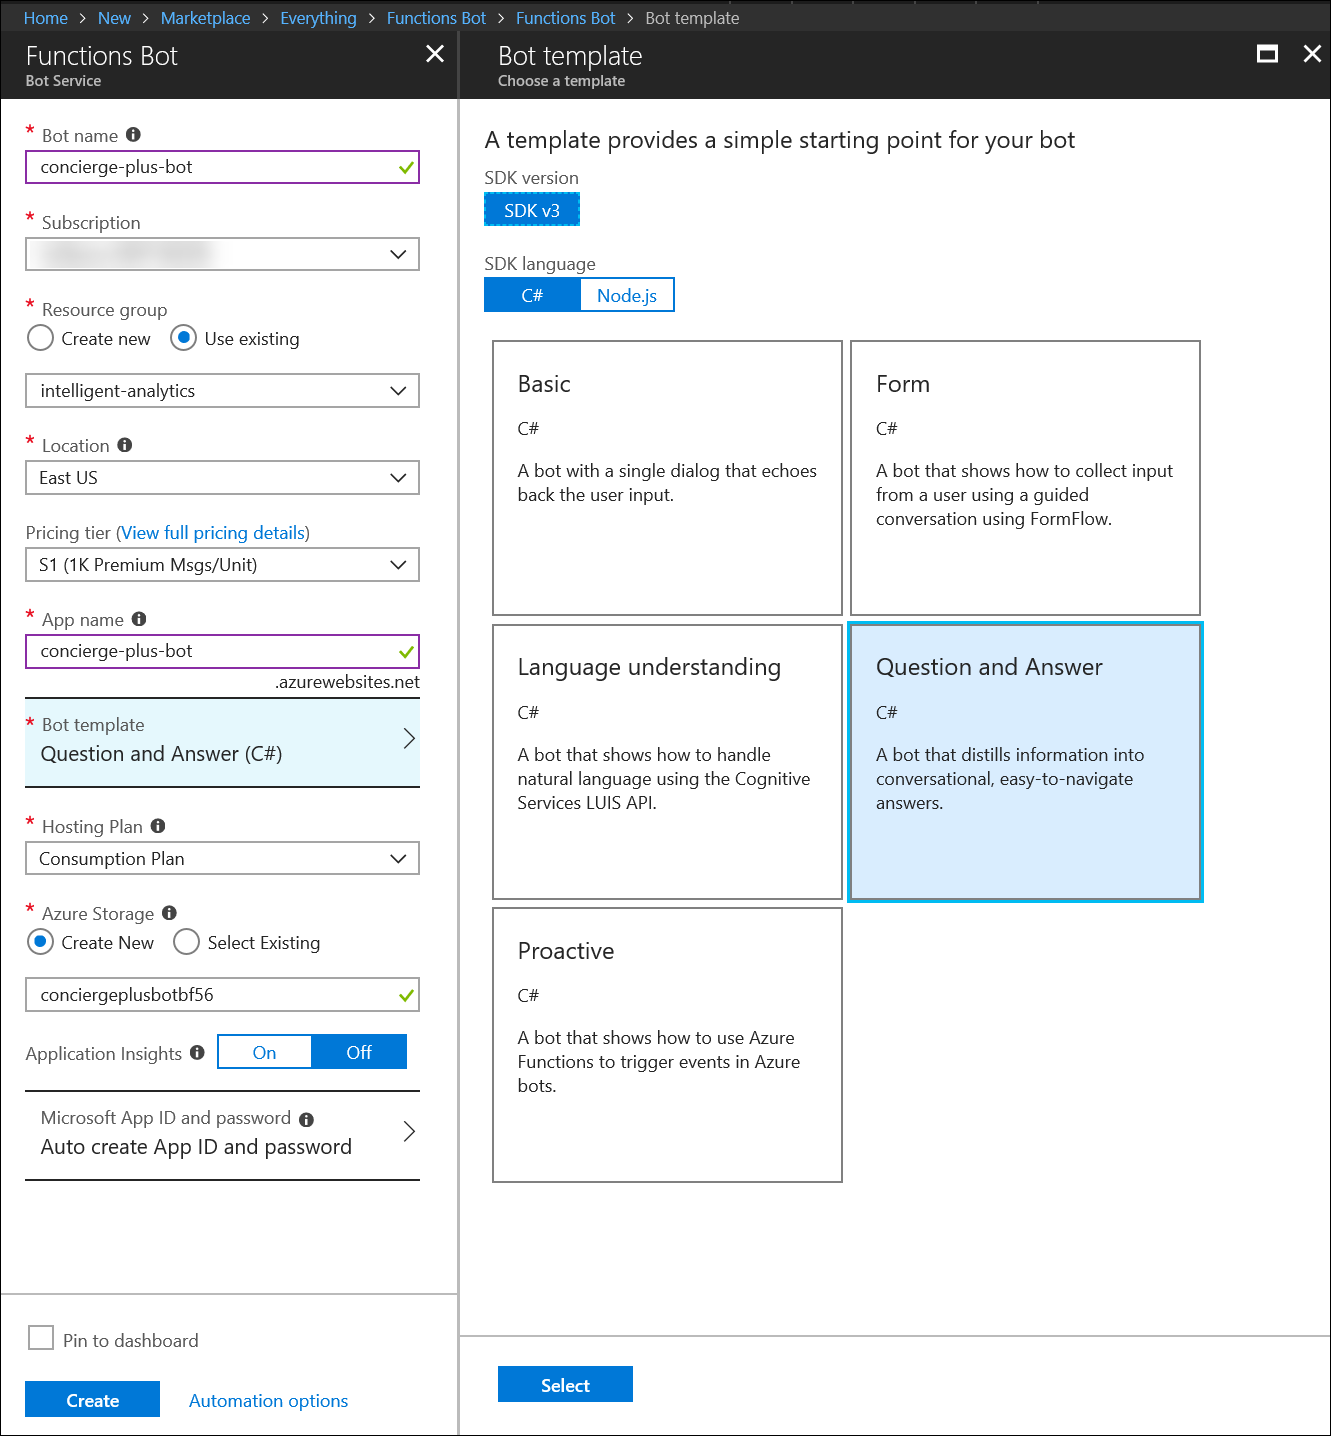 Home > New > Marketplace > Everything > Functions Bot > Functions Bot > Bot template
Functions Bot
Bot Service
* Bot name
concierge-plus-bot
* Subscription
* Resource group
Create new
Use existing
intelligent-analytics
* Location
East US
Pricing tier (View full pricing details)
S1 (1K Premium Msgs/Unit)
* App name
concierge-plus-bot
.azurewebsites.net
* Bot template
Question and Answer (C#)
* Hosting Plan
Consumption Plan
* Azure Storage
Create New
Select Existing
conciergeplusbotbf56
Application Insights
On
Off
Microsoft App ID and password
Auto create App ID and password
Pin to dashboard
Create
Automation options
Bot template
Choose a template
A template provides a simple starting point for your bot
SDK version
SDK v3
SDK language
C#
Node.js
Basic
C#
A bot with a single dialog that echoes
back the user input.
Form
C#
A bot that shows how to collect input
from a user using a guided
conversation using FormFlow.
Language understanding
C#
A bot that shows how to handle
natural language using the Cognitive
Services LUIS API.
Question and Answer
C#
A bot that distills information into
conversational, easy-to-navigate
answers.
Proactive
C#
A bot that shows how to use Azure
Functions to trigger events in Azure
bots.
Select